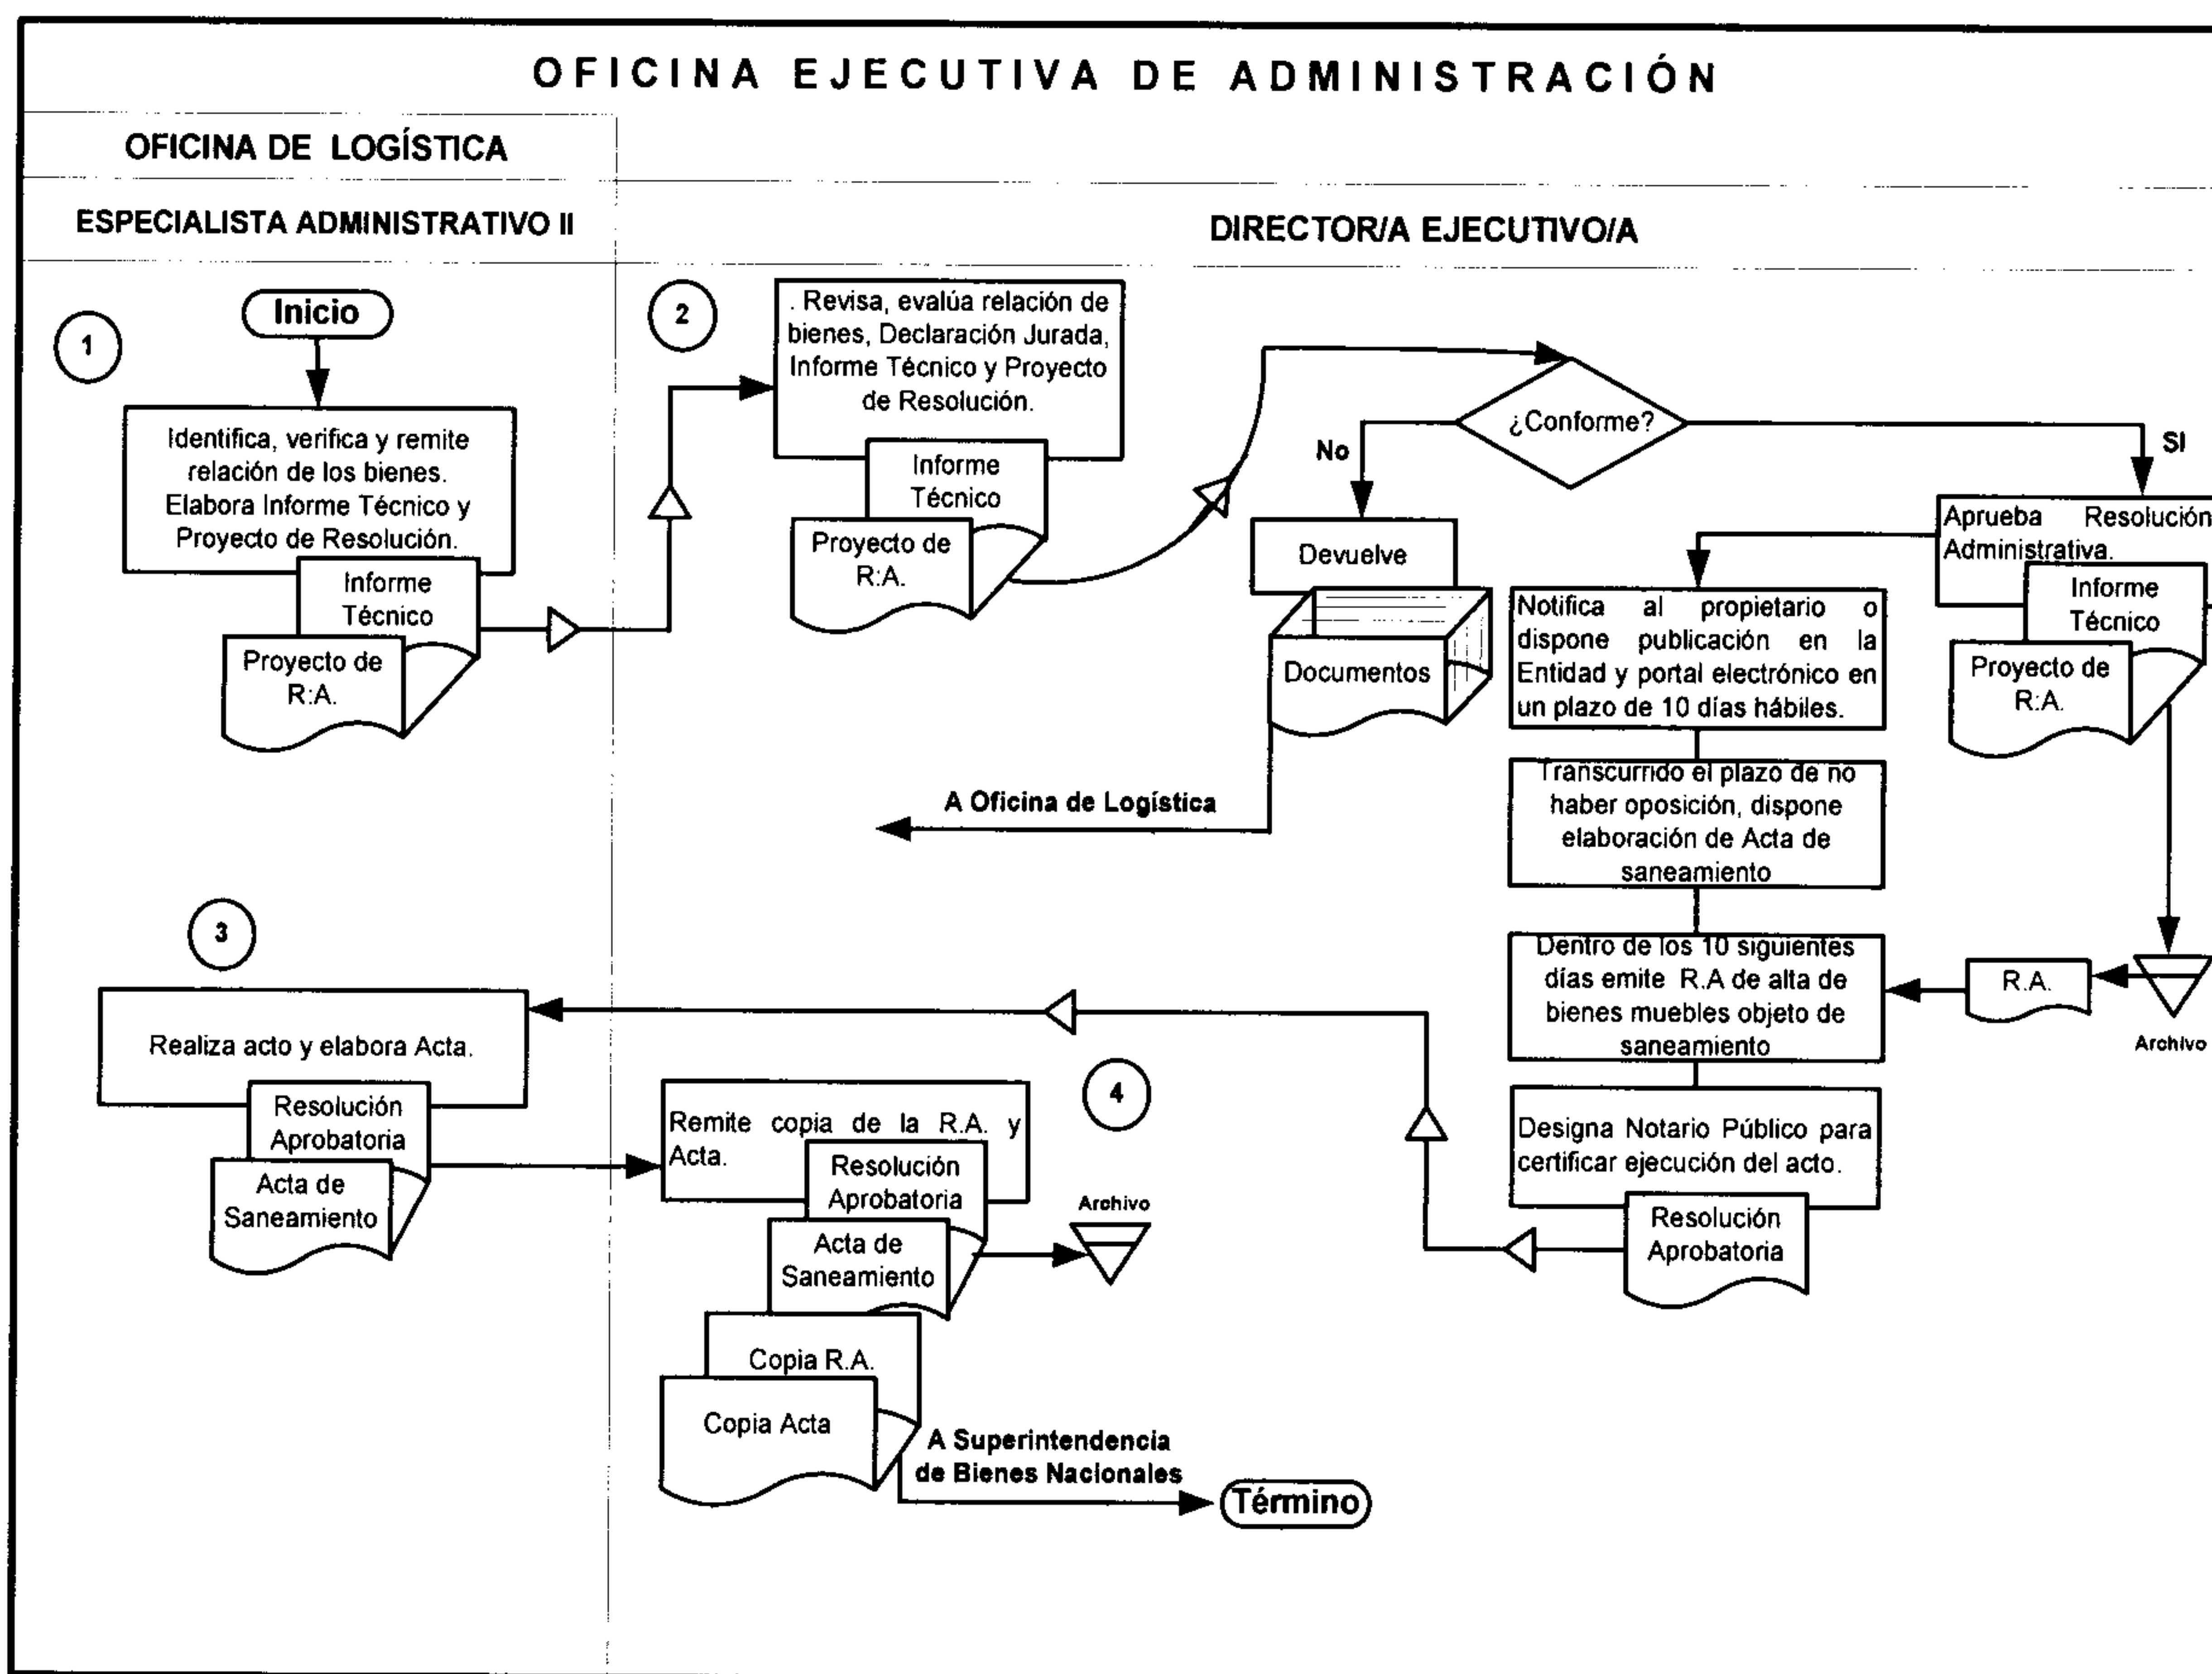 OFICINA EJECUTIVA DE ADMINISTRACIÓN
OFICINA DE LOGÍSTICA
ESPECIALISTA ADMINISTRATIVO II
DIRECTOR/A EJECUTIVO/A
1
Inicio
Identifica, verifica y remite
relación de los bienes.
Elabora Informe Técnico y
Proyecto de Resolución.
Informe
Técnico
Proyecto de
R:A.
2
. Revisa, evalúa relación de
bienes, Declaración Jurada,
Informe Técnico y Proyecto
de Resolución.
Informe
Técnico
Proyecto de
R:A.
¿Conforme?
No
SI
Devuelve
Documentos
A Oficina de Logística
Aprueba Resolución
Administrativa.
Informe
Técnico
Proyecto de
R:A.
Notifica al propietario o
dispone publicación en la
Entidad y portal electrónico en
un plazo de 10 días hábiles.
Transcurrido el plazo de no
haber oposición, dispone
elaboración de Acta de
saneamiento
Dentro de los 10 siguientes
días emite R.A de alta de
bienes muebles objeto de
saneamiento
R.A.
Archivo
Designa Notario Público para
certificar ejecución del acto.
Resolución
Aprobatoria
3
Realiza acto y elabora Acta.
Resolución
Aprobatoria
Acta de
Saneamiento
4
Remite copia de la R.A. y
Acta.
Resolución
Aprobatoria
Acta de
Saneamiento
Archivo
Copia R.A.
Copia Acta
A Superintendencia
de Bienes Nacionales
Término